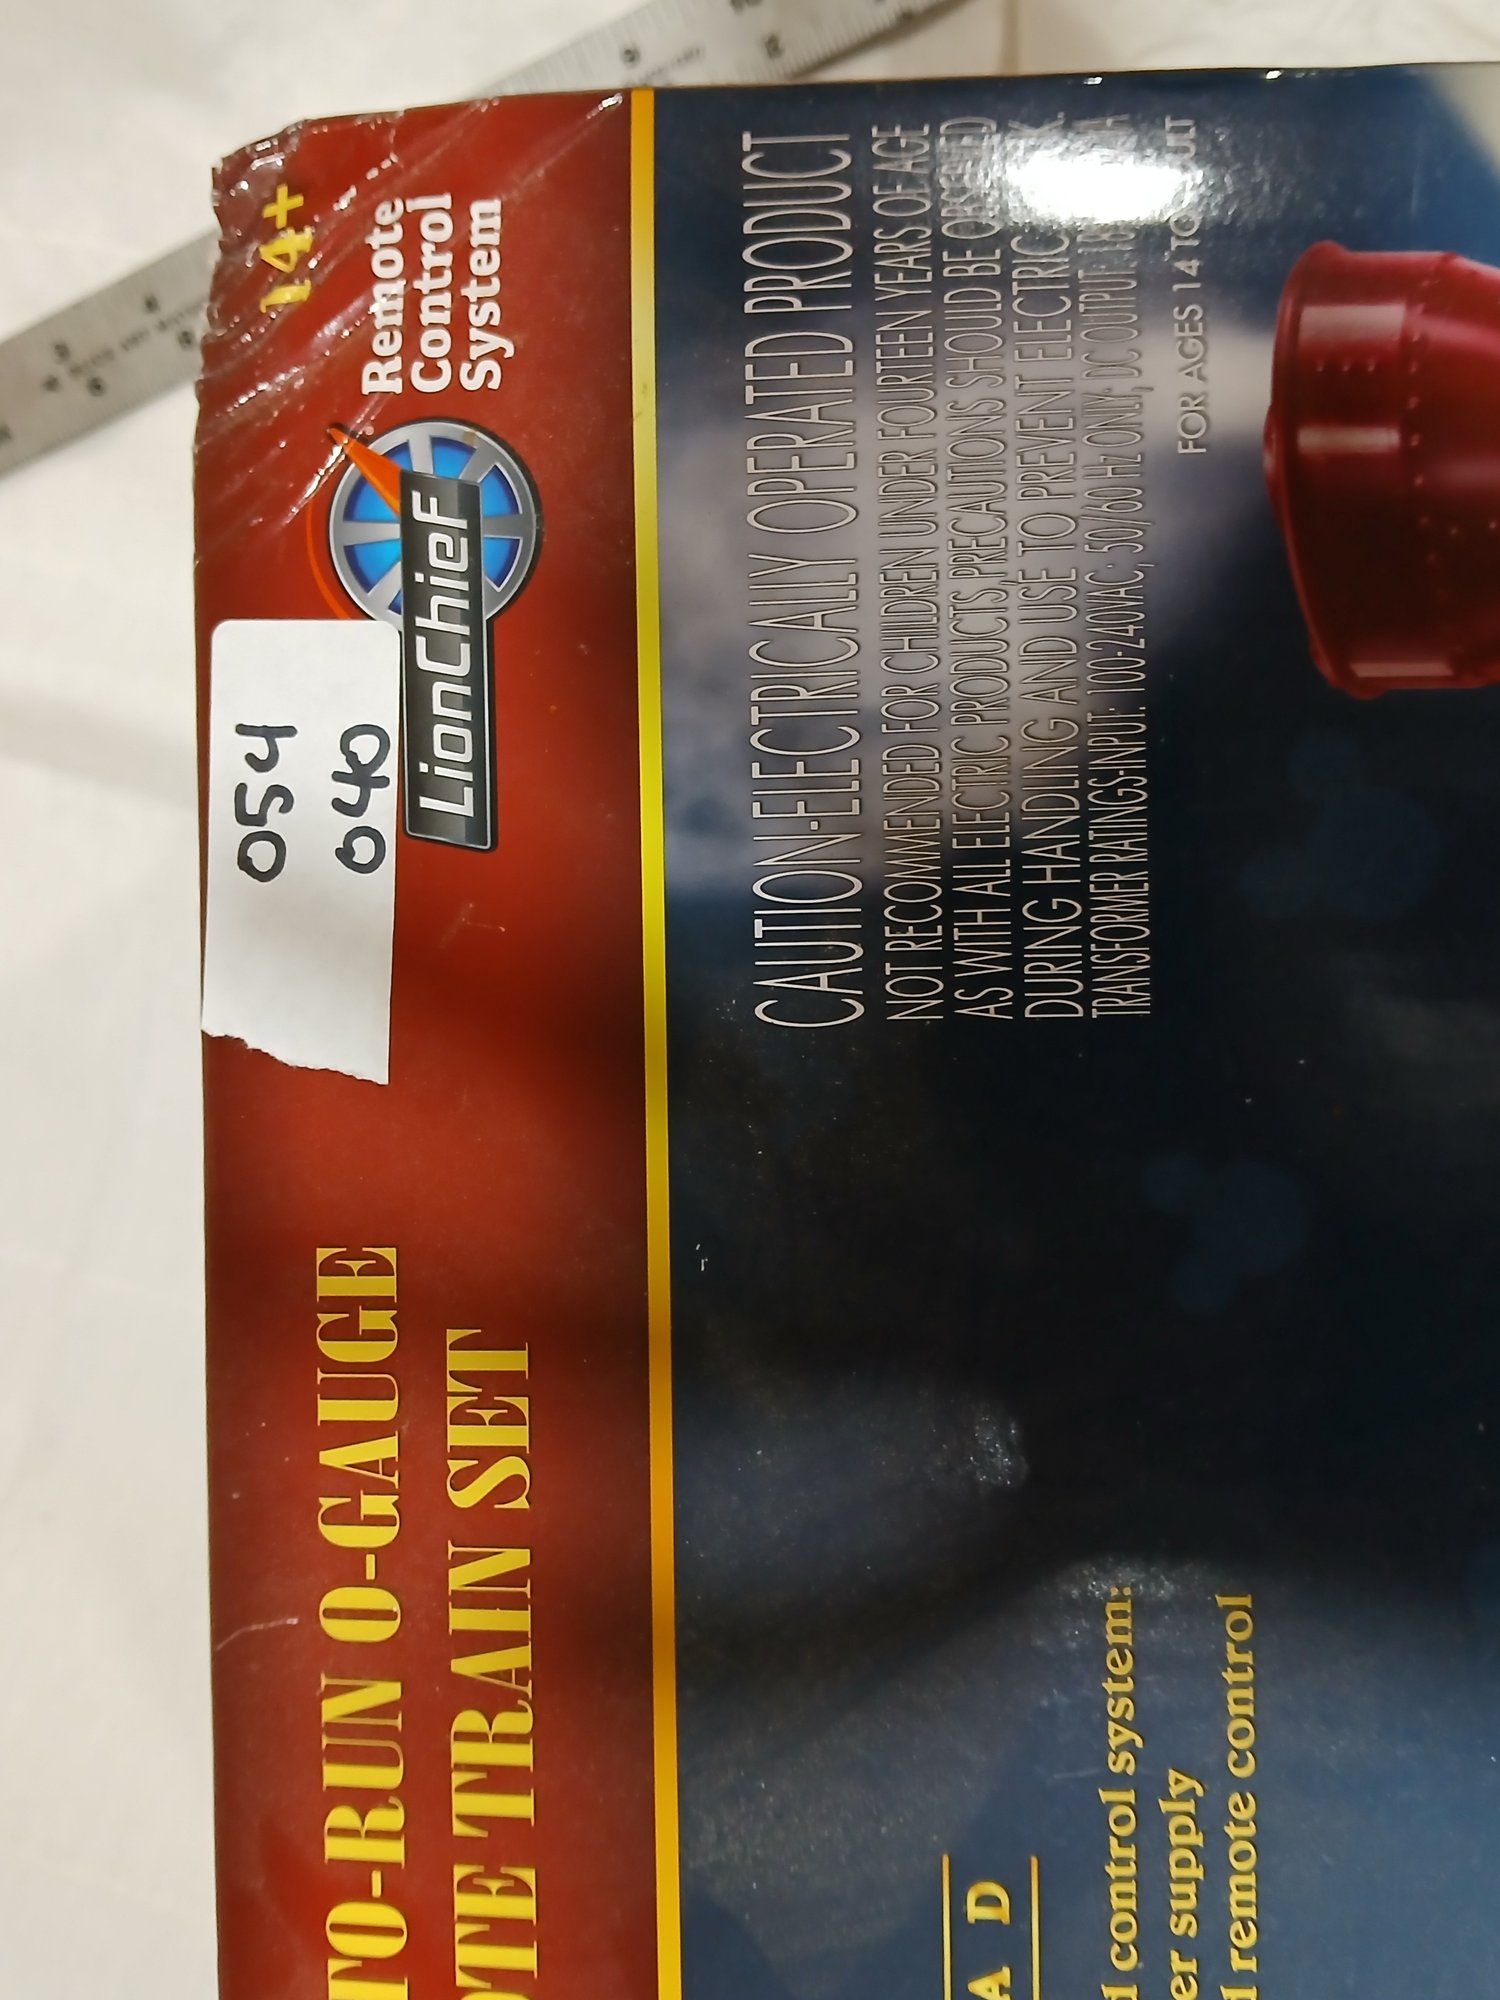 14+
Remote
Control
System
LionChief
054
040
TO-RUN O-GAUGE
OTE TRAIN SET
CAUTION-ELECTRICALLY OPERATED PRODUCT
NOT RECOMMENDED FOR CHILDREN UNDER FOURTEEN YEARS OF AGE
AS WITH ALL ELECTRIC PRODUCTS, PRECAUTIONS SHOULD BE OBSERVED
DURING HANDLING AND USE TO PREVENT ELECTRIC
TRANSFORMER RATINGS-INPUT: 100-240VAC; 50/60 Hz ONLY; DC OUTPUT: 18
FOR AGES 14 TO
A D
l control system:
er supply
l remote control